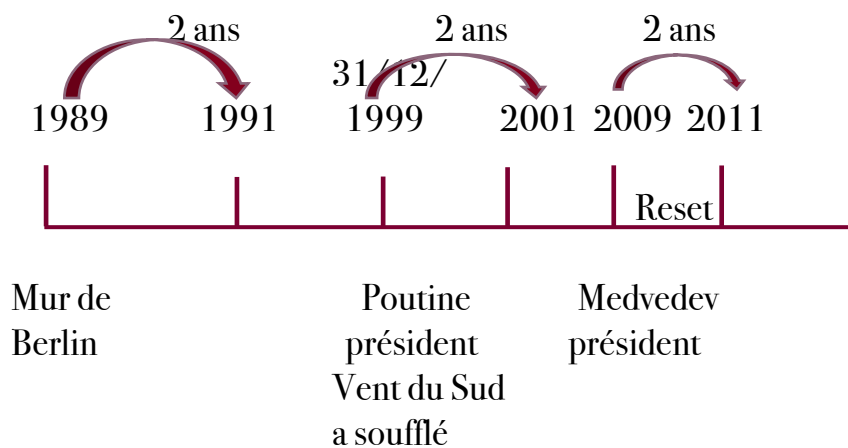 2 ans 2 ans 2 ans
31/12/
1989 1991 1999 2001 2009 2011
Reset
Mur de
Berlin
Poutine
président
Vent du Sud
a soufflé
Medvedev
président